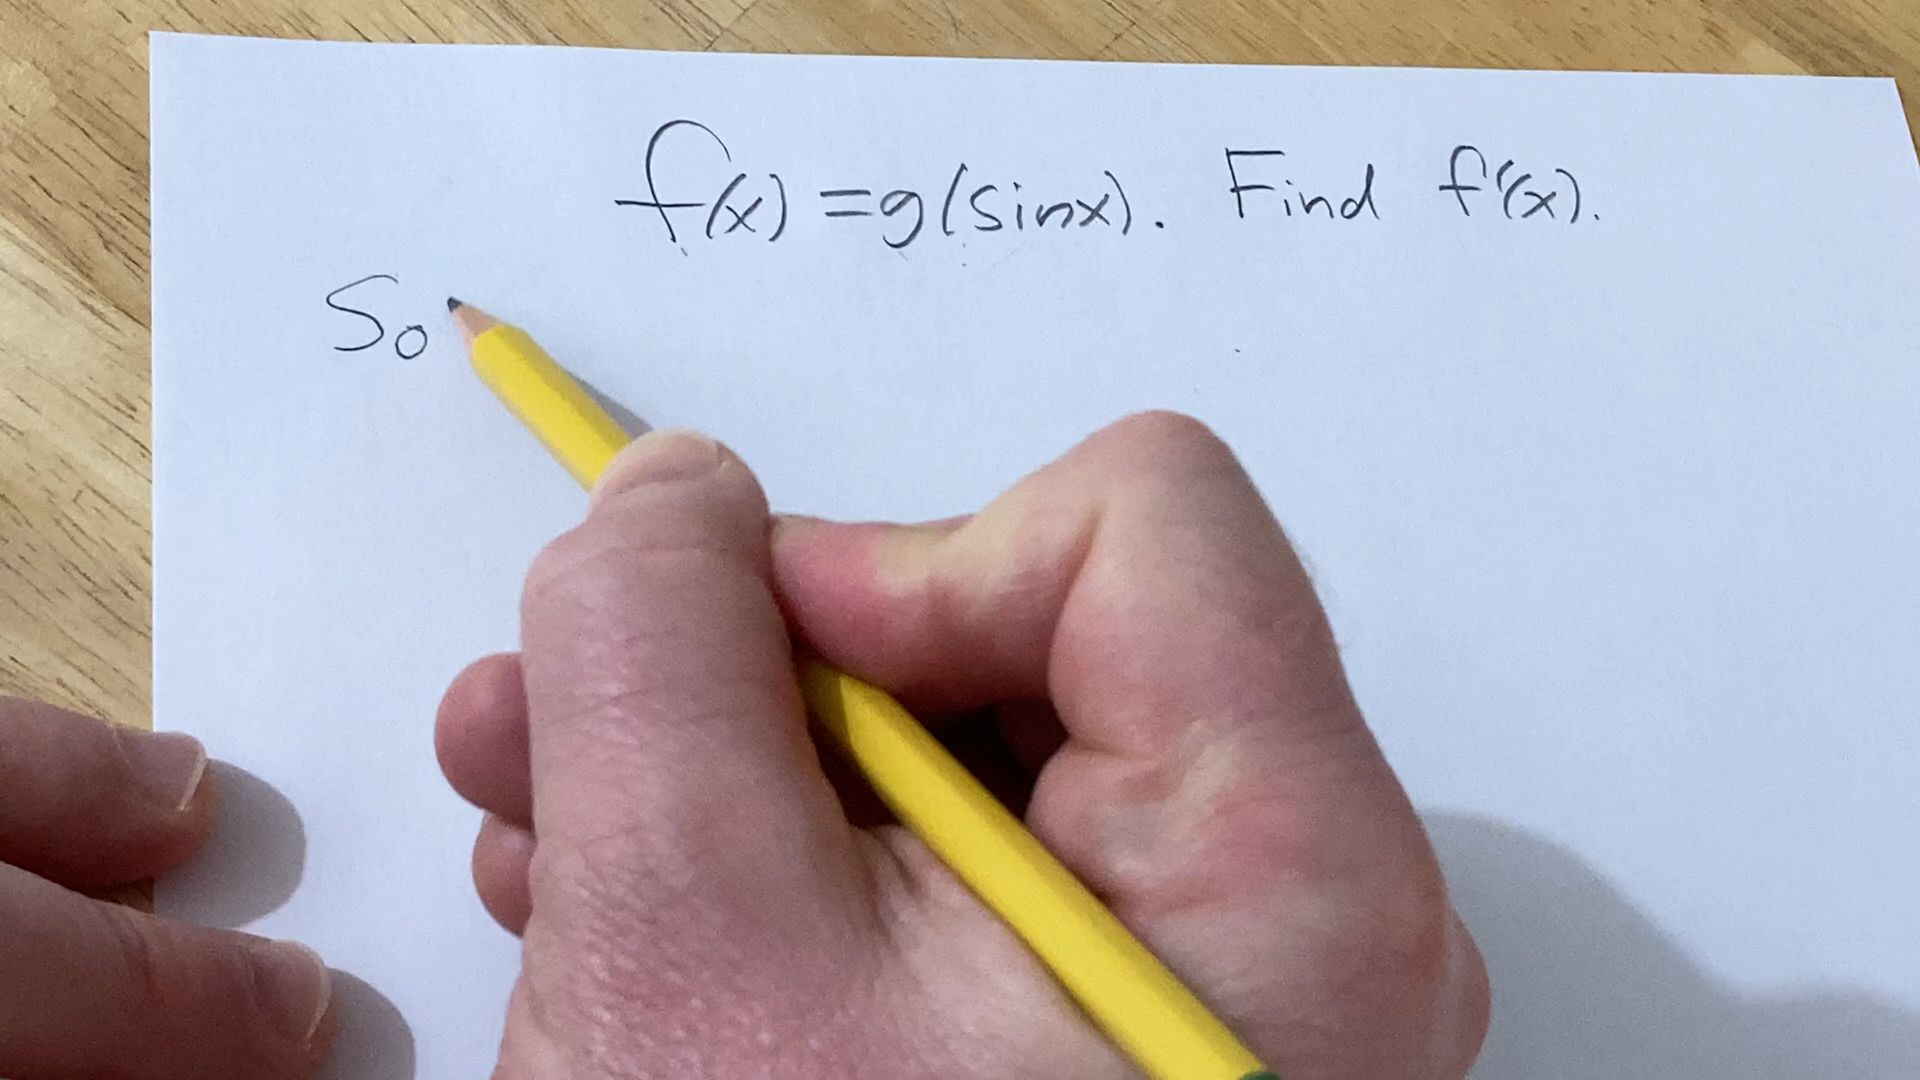 f(x) = g(sinx). Find f'(x).
So